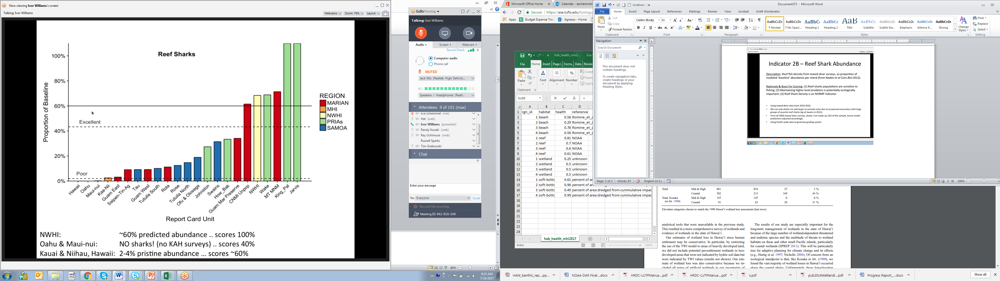 Now viewing Ivor Williams's screen
Talking: Ivor Williams
Webcams
Zoom: 76%
Layout
Reef Sharks
100%
80%
60%
40%
20%
0%
Proportion of Baseline
Excellent
Poor
REGION
MARIAN
MHI
NWHI
PRIAs
SAMOA
Hawaii
Oahu
Maui-nui
Kaa-Nii
Guam East
Saipan-Tin-Ag
Tau
Guam West
Tutuila South
Rota
Rose
Tutuila North
Ofu & Olosega
Johnston
Swains
How_Bak
Guam Mar Preserve
CNMI Unpop
NWHI
Wake
MT MNM
King_Pal
Jarvis
Report Card Unit
NWHI: ~60% predicted abundance .. scores 100%
Oahu & Maui-nui: NO sharks! (no KAH surveys) .. scores 40%
Kauai & Niihau, Hawaii: 2-4% pristine abundance ... scores ~60%
GoToMeeting
Talking: Ivor Williams
Audio
Screen
Webcam
Sound Check
?
Computer audio
Phone call
MUTED
Jack Mic (Realtek High Definiti...
Speakers / Headphones (Realt...
Attendees: 9 of 101 (max)
Eva Schemmel (me)
Hal (web)
Ivor Williams (presenter)
Randy Kosaki (web)
Ray Uchimura (web)
Russell Sparks
Tim Grabowski
Chat
?
Enter your message
To: Everyone
Send
Record this meeting
Meeting ID: 942-816-349
60%
9:15 AM
7/24/2017
Microsoft Office Home
Calendar - eschemmel
Secure
https://ase.tufts.edu/biology,
Apps
Budget Expense Trac
Agresso - Home
hab_health_mhi2...
Eva S
File
Home
Insert
Page L
Formu
Data
Review
Paste
Font
Alignment
Number
Cond
Form
Cell S
Clipboard
SUM
fx
=
A B C D
1 rgn_id habitat health reference
2 1 beach 0.58 Romine_et_a
3 2 beach 0.29 Romine_et_a
4 3 beach 0.78 Romine_et_a
5 4 beach 0.56 Romine_et_a
6 1 reef 0.81 NOAA
7 2 reef 0.7 NOAA
8 3 reef 0.6 NOAA
9 4 reef 0.61 NOAA
10 1 wetland 0.25 unknown
11 2 wetland 0.5 unknown
12 3 wetland 0.5 unknown
13 4 wetland 0.5 unknown
14 1 soft-botto 0.61 percent of ar
15 2 soft-botto 0.98 percent of area dredged from cummulative impac
16 3 soft-botto 0.49 percent of area dredged from cummulative impac
17 4 soft-botto 0.99 percent of area dredged from cummulative impac
18
19
20
21
22
23
24
hab_health_mhi2017
Enter
100%
Gridlines
Document373 - Microsoft Word
File
Home
Insert
Page Layout
References
Mailings
Review
View
Acrobat
Unit4 Worderator
Paste
Cut
Copy
Format Painter
Clipboard
Calibri (Body)
11
Font
Paragraph
AaBbCcDc
¶ Normal
AaBbCcDc
¶ No Spaci...
Heading 1
Heading 2
Title
Subtitle
Subtle Em...
Emphasis
Intense E...
Strong
Change
Styles
Styles
Find
Replace
Select
Editing
Navigation
Search Document
This document does not
contain headings.
To create navigation tabs,
create headings in your
document by applying
Heading Styles.
Indicator 2B – Reef Shark Abundance
Description: Reef fish density from towed-diver surveys, as proportion of
modeled 'baseline' abundance per island (from Nadon et al Cons Biol 2012).
Rationale & Basis For Scoring: (1) Reef sharks populations are sensitive to
fishing; (2) Maintaining higher level predators is potentially ecologically
important; (3) Reef Shark Density is an NCRMP indicator.
• Using towed-diver data from 2010-2016.
• We use only sharks 1m and larger to exclude noise due to occasional encounters with large
groups of juvenile reef sharks (eg at Swains in 2012).
• From all CRED towed diver surveys, sharks <1m made up 12% of the sample, hence model
predictions adjusted accordingly.
• Using Pacific-wide-data to generate grading system
Page: 2 of 2
Words: 67
English (U.S.)
100%
Total Mid & High 881 854 27 3 %
Coastal 382 213 169 44 %
Total, Kosaka Mid & High 147 147 0 0 %
(in litt. 1990) Coastal 91 63 28 31 %
Elevation categories chosen to match the 1990 Hawai'i wetland loss assessment (last rows)
analytical tools that were unavailable in the previous study.
This resulted in a more comprehensive survey of wetlands and
evidence of wetlands in the state of Hawai'i.
Our estimates of wetland loss in Hawai'i since human
settlement may be conservative. In particular, by restricting
the use of the TWI model to areas of heavily developed land,
we did not include potential pre-settlement wetlands in less-
developed areas that were not indicated by hydric soil data but
were indicated by TWI values (results not shown). Our esti-
mate of wetland loss was also conservative because we in-
cluded all types of artificial wetlands in our inventories of
The results of our study are especially important for the
long-term management of wetlands in the state of Hawai'i
because of the large number of wetland-dependent threatened
and endemic species and the multitude of threats to wetland
habitats on these and other small Pacific islands, particularly
for coastal wetlands (SPREP 2011). This will be particularly
true for adaptive planning for climate change and its effects
(e.g., Hartig et al. 1997; Nicholls 2004). Of concern from an
ecological standpoint is that, like Kosaka in litt. (1990), we
found the vast majority of wetland losses in Hawai'i occurred
along the coastal plains. Unfortunately, these low-elevation
HAW_benthic_rep....pp...
NOAA-DAR Final....docx
HRDC-LUTPManua....pdf
HRDC-LUTPManua....pdf
s.pdf
pub2014Wetlandl....pdf
Progress Report_....docx
Show all